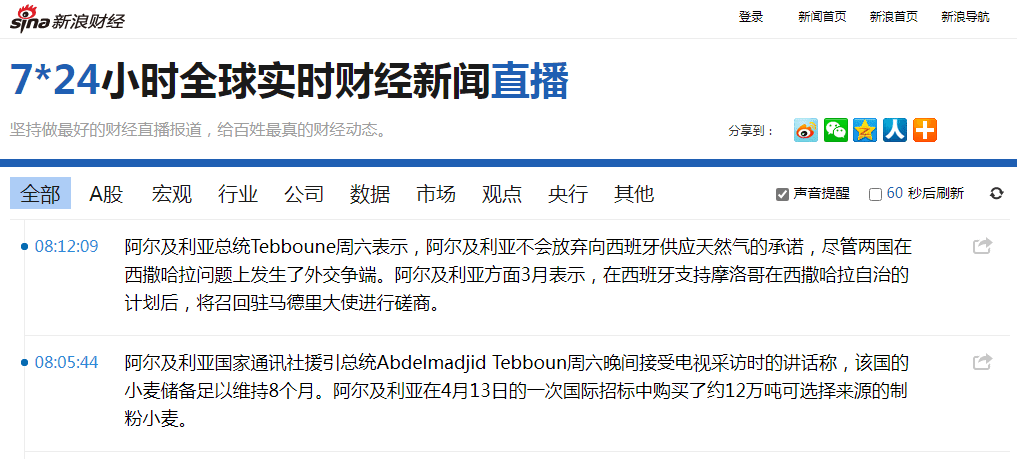 sina新浪财经
登录 新闻首页 新浪首页 新浪导航
7*24小时全球实时财经新闻直播
坚持做最好的财经直播报道，给百姓最真的财经动态。
分享到：
全部 A股 宏观 行业 公司 数据 市场 观点 央行 其他
声音提醒 60 秒后刷新
08:12:09 阿尔及利亚总统Tebboune周六表示，阿尔及利亚不会放弃向西班牙供应天然气的承诺，尽管两国在
西撒哈拉问题上发生了外交争端。阿尔及利亚方面3月表示，在西班牙支持摩洛哥在西撒哈拉自治的
计划后，将召回驻马德里大使进行磋商。
08:05:44 阿尔及利亚国家通讯社援引总统Abdelmadjid Tebboun周六晚间接受电视采访时的讲话称，该国的
小麦储备足以维持8个月。阿尔及利亚在4月13日的一次国际招标中购买了约12万吨可选择来源的制
粉小麦。